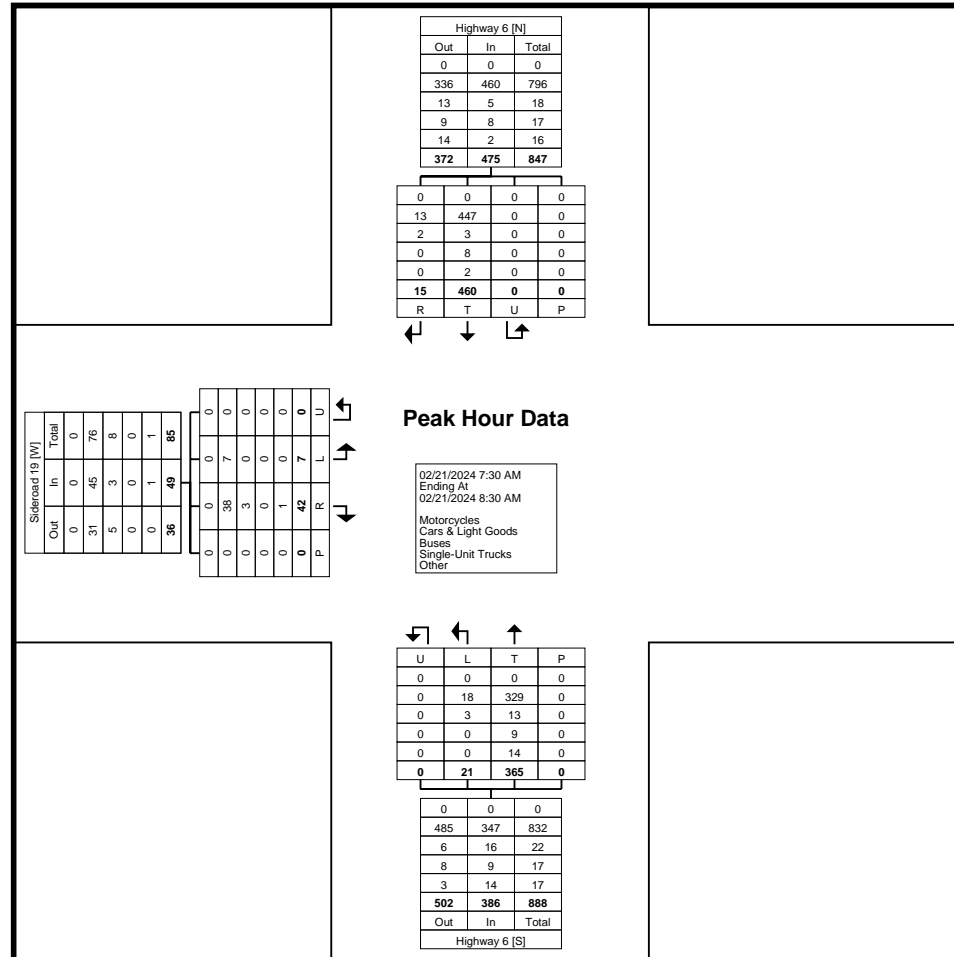 Highway 6 [N]
Out In Total
0 0 0
336 460 796
13 5 18
9 8 17
14 2 16
372 475 847
0 0 0 0
13 447 0 0
2 3 0 0
0 8 0 0
0 2 0 0
15 460 0 0
R T U P
Sideroad 19 [W]
Out In Total
0 0 0
31 45 76
5 3 8
0 0 0
0 1 1
36 49 85
0 0 0 0
0 38 7 0
0 3 0 0
0 0 0 0
0 1 0 0
0 42 7 0
P R L U
Peak Hour Data
02/21/2024 7:30 AM
Ending At
02/21/2024 8:30 AM
Motorcycles
Cars & Light Goods
Buses
Single-Unit Trucks
Other
U L T P
0 0 0 0
0 18 329 0
0 3 13 0
0 0 9 0
0 0 14 0
0 21 365 0
0 0 0
485 347 832
6 16 22
8 9 17
3 14 17
502 386 888
Out In Total
Highway 6 [S]